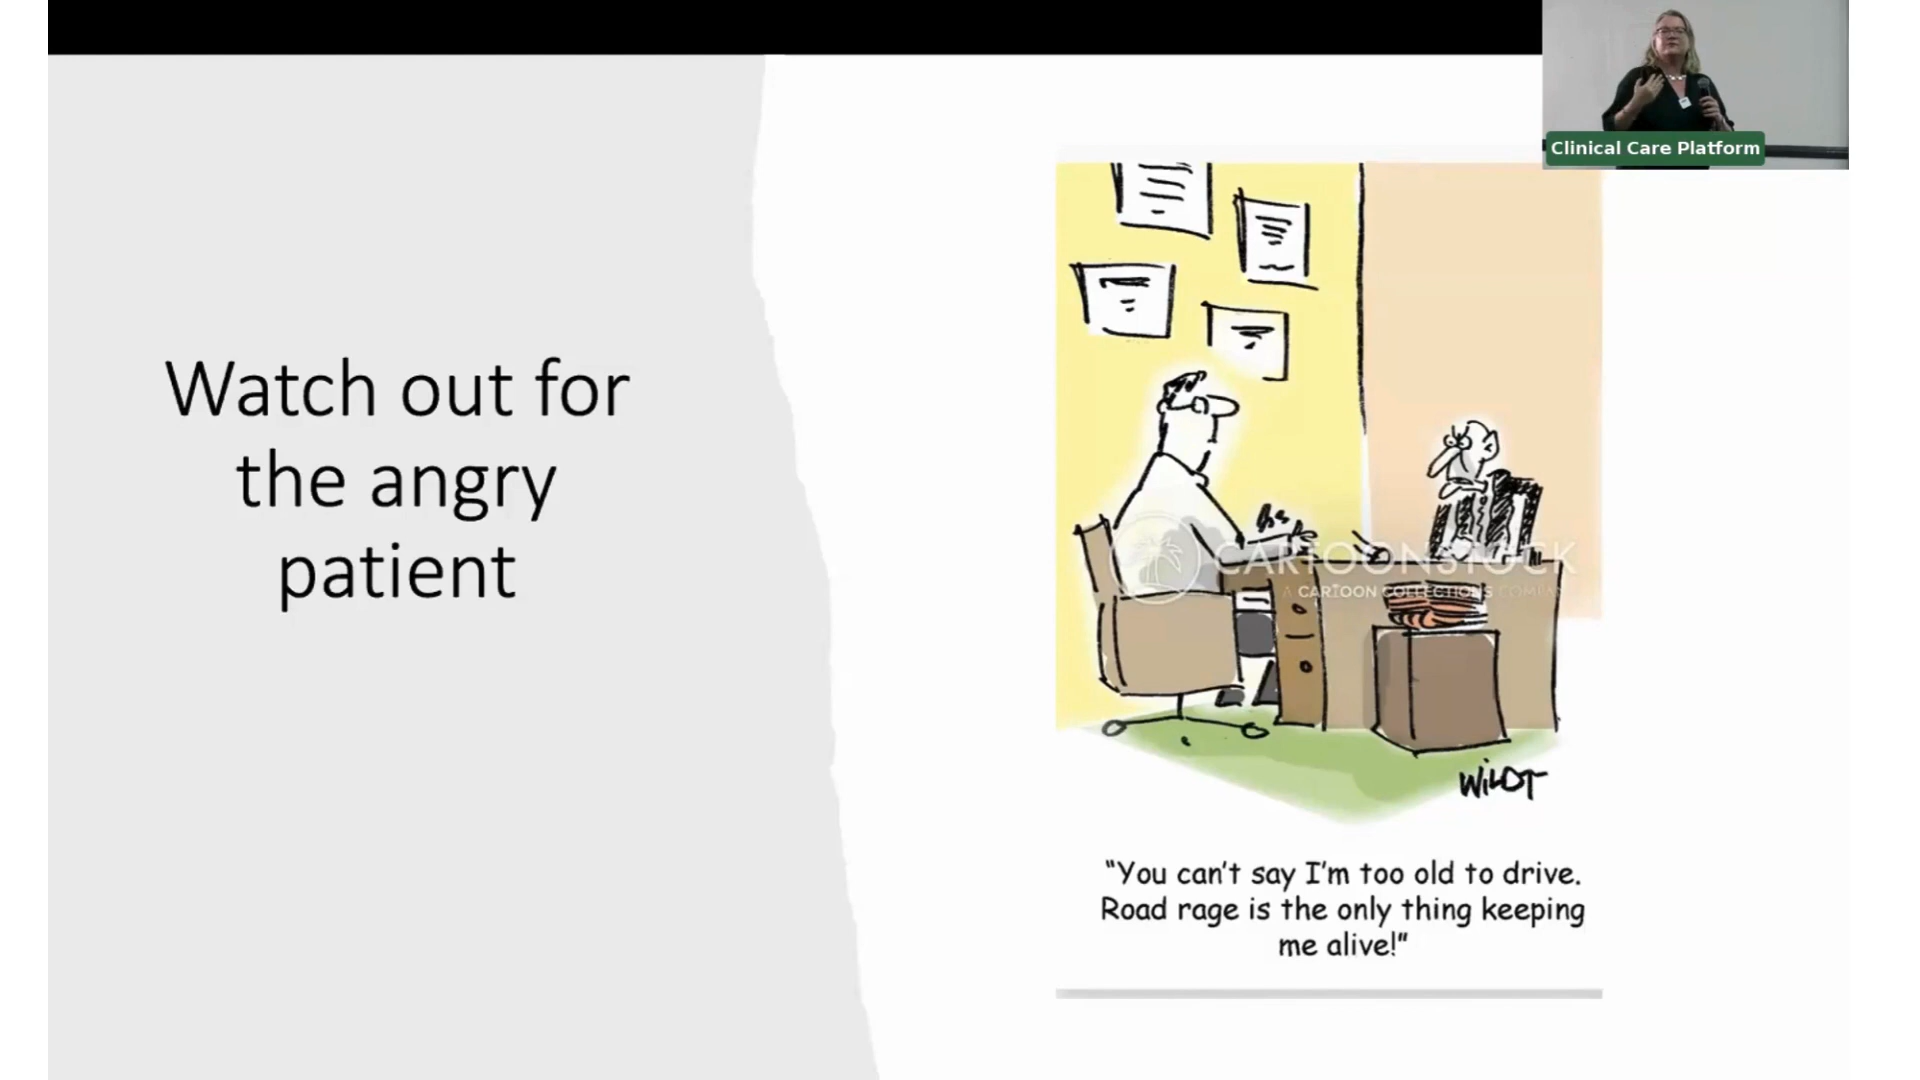 Clinical Care Platform
Watch out for
the angry
patient
CARTOONSTOCK
A CARTOON COLLECTIONS COMPANY
WILDT
"You can't say I'm too old to drive.
Road rage is the only thing keeping
me alive!"